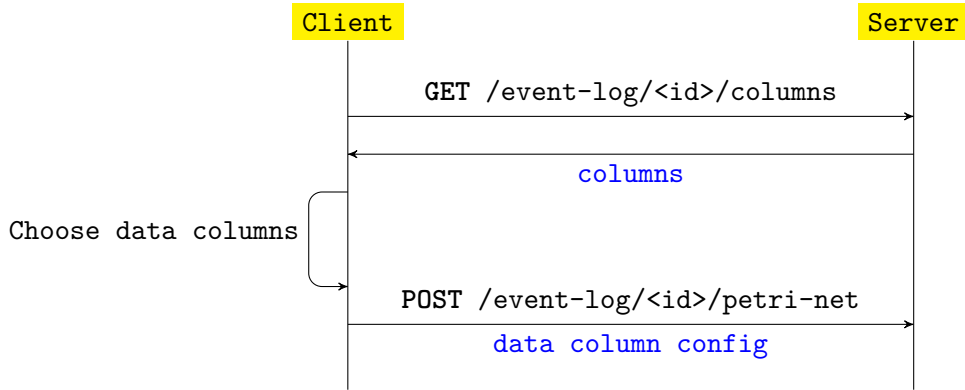 Client
Server
GET /event-log/<id>/columns
columns
Choose data columns
POST /event-log/<id>/petri-net
data column config